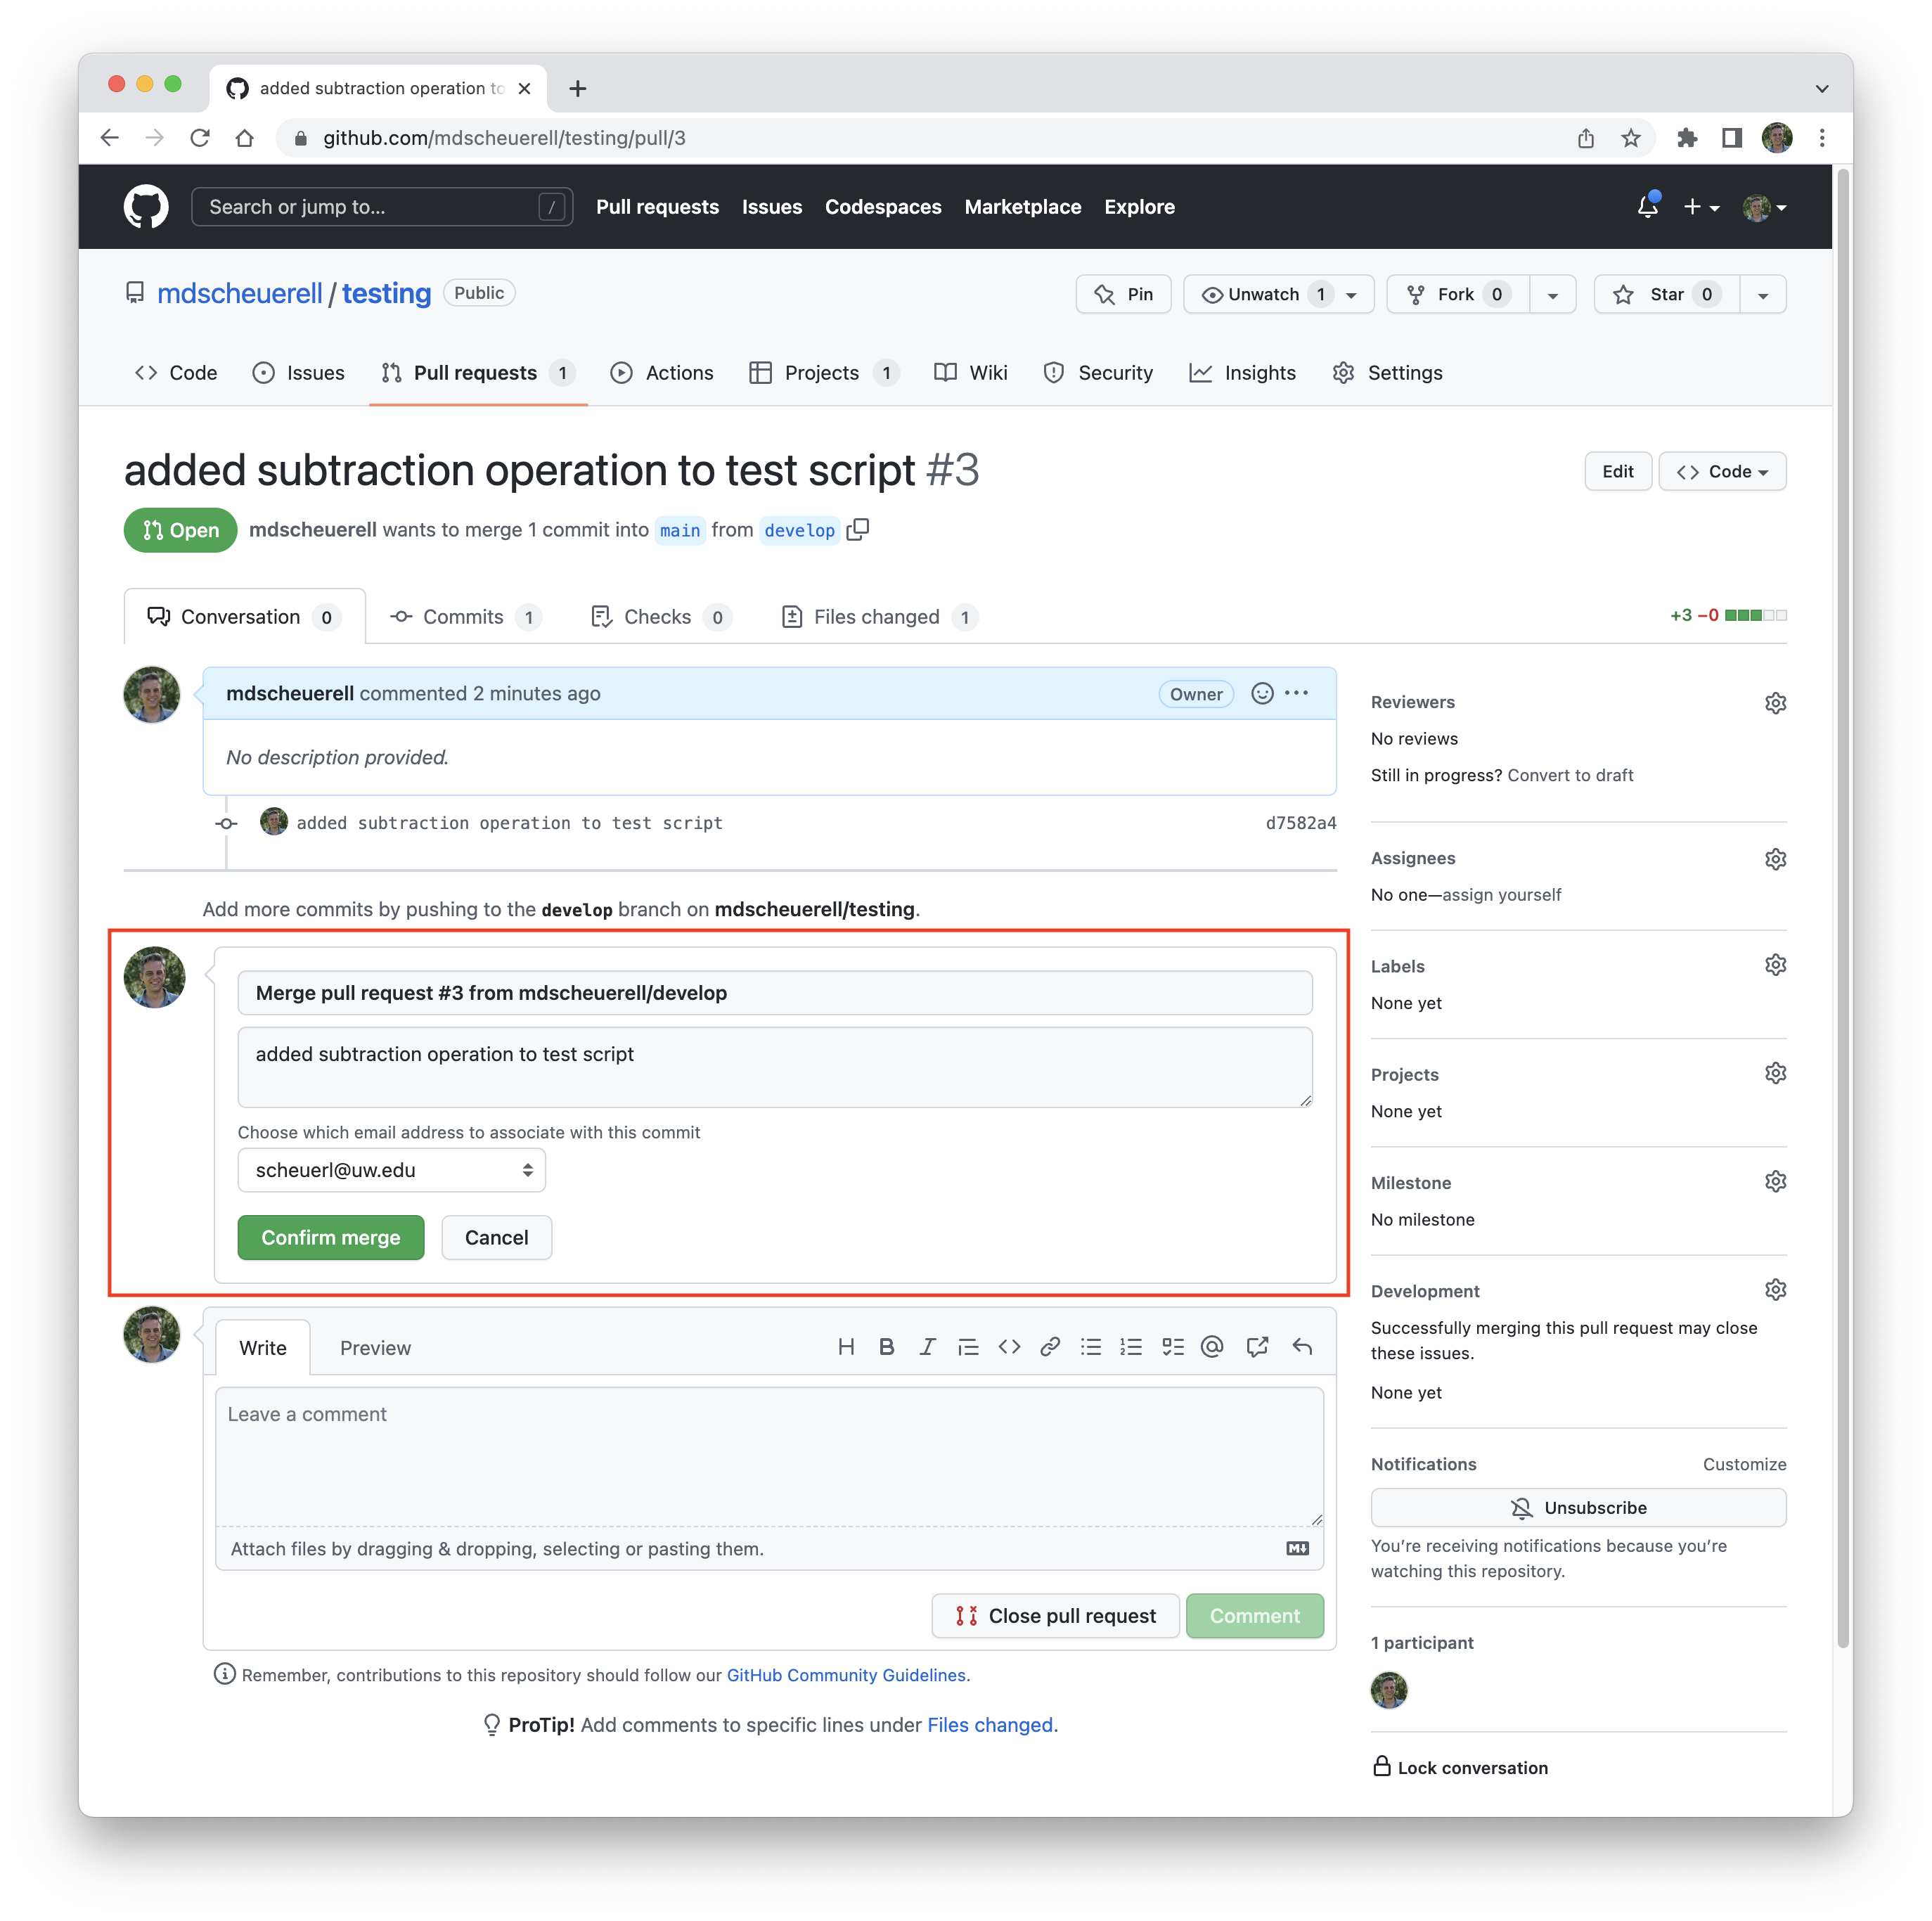 added subtraction operation to
github.com/mdscheuerell/testing/pull/3
Search or jump to... / Pull requests Issues Codespaces Marketplace Explore
mdscheuerell / testing Public Pin Unwatch 1 Fork 0 Star 0
Code Issues Pull requests 1 Actions Projects 1 Wiki Security Insights Settings
added subtraction operation to test script #3 Edit Code
Open mdscheuerell wants to merge 1 commit into main from develop
Conversation 0 Commits 1 Checks 0 Files changed 1 +3 −0
mdscheuerell commented 2 minutes ago Owner
No description provided.
added subtraction operation to test script d7582a4
Add more commits by pushing to the develop branch on mdscheuerell/testing.
Merge pull request #3 from mdscheuerell/develop
added subtraction operation to test script
Choose which email address to associate with this commit
scheuerl@uw.edu
Confirm merge Cancel
Write Preview
Leave a comment
Attach files by dragging & dropping, selecting or pasting them.
Close pull request Comment
Remember, contributions to this repository should follow our GitHub Community Guidelines.
ProTip! Add comments to specific lines under Files changed.
Reviewers
No reviews
Still in progress? Convert to draft
Assignees
No one—assign yourself
Labels
None yet
Projects
None yet
Milestone
No milestone
Development
Successfully merging this pull request may close
these issues.
None yet
Notifications Customize
Unsubscribe
You’re receiving notifications because you’re
watching this repository.
1 participant
Lock conversation